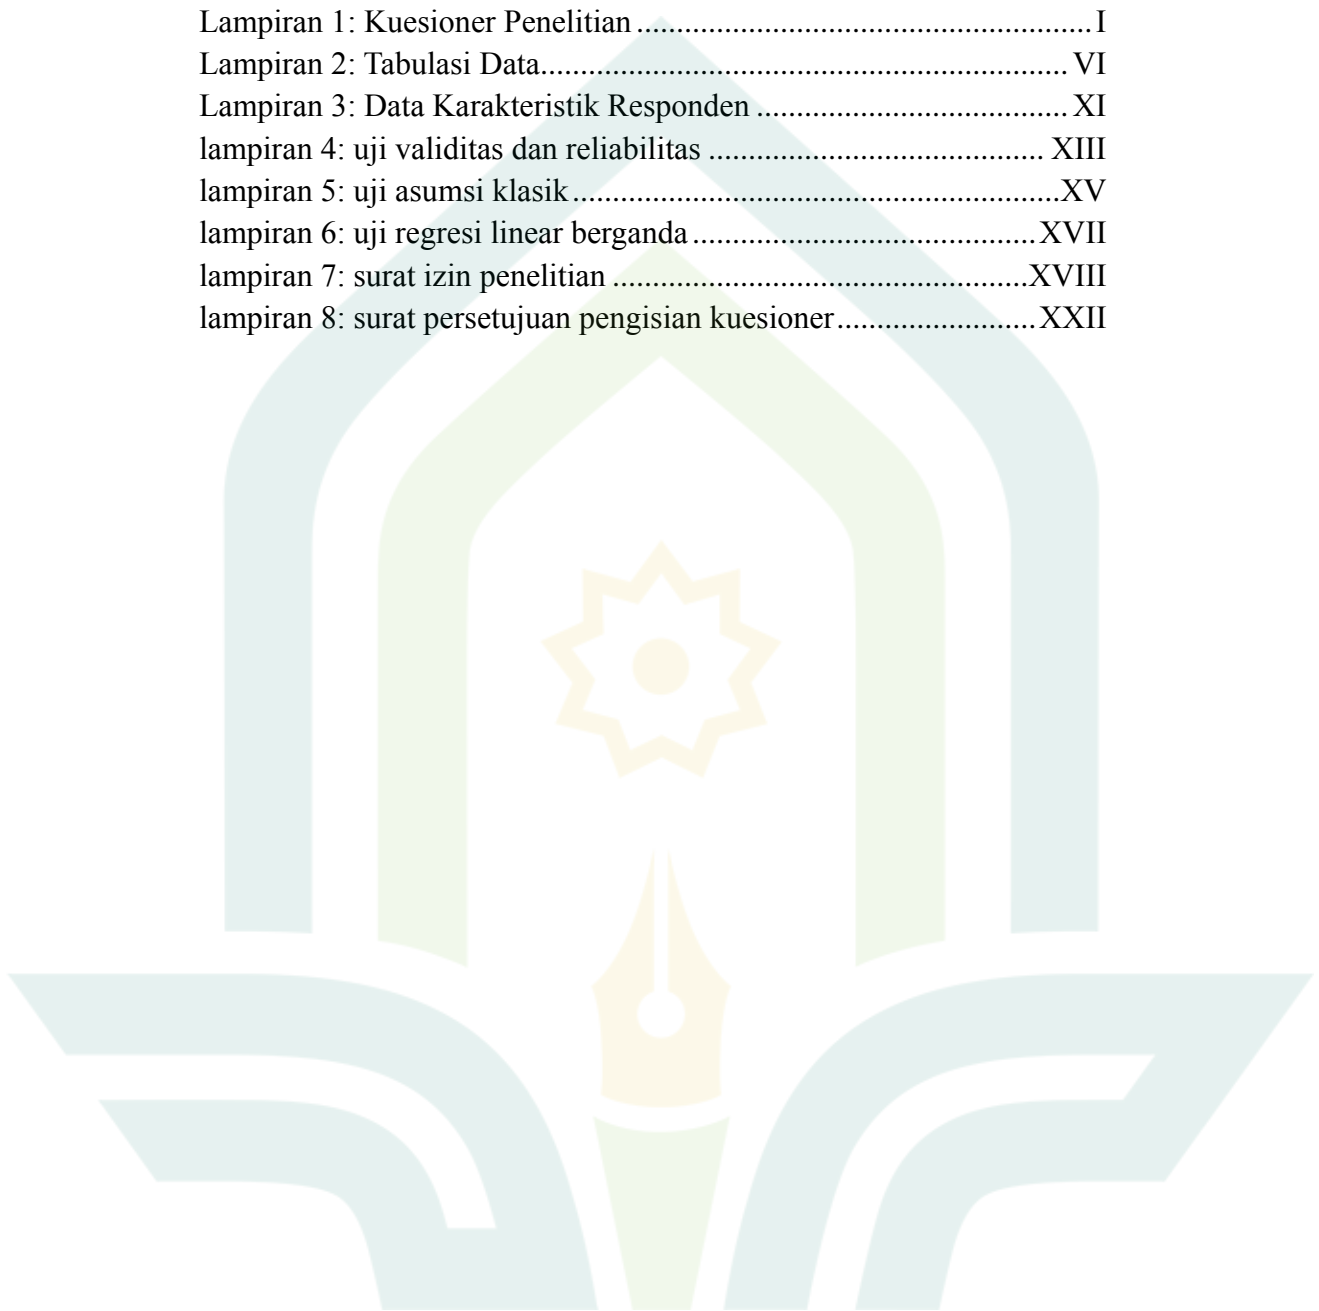 Lampiran 1: Kuesioner Penelitian ......................................................... I
Lampiran 2: Tabulasi Data.................................................................. VI
Lampiran 3: Data Karakteristik Responden ....................................... XI
lampiran 4: uji validitas dan reliabilitas .......................................... XIII
lampiran 5: uji asumsi klasik.............................................................XV
lampiran 6: uji regresi linear berganda ...........................................XVII
lampiran 7: surat izin penelitian ....................................................XVIII
lampiran 8: surat persetujuan pengisian kuesioner .........................XXII